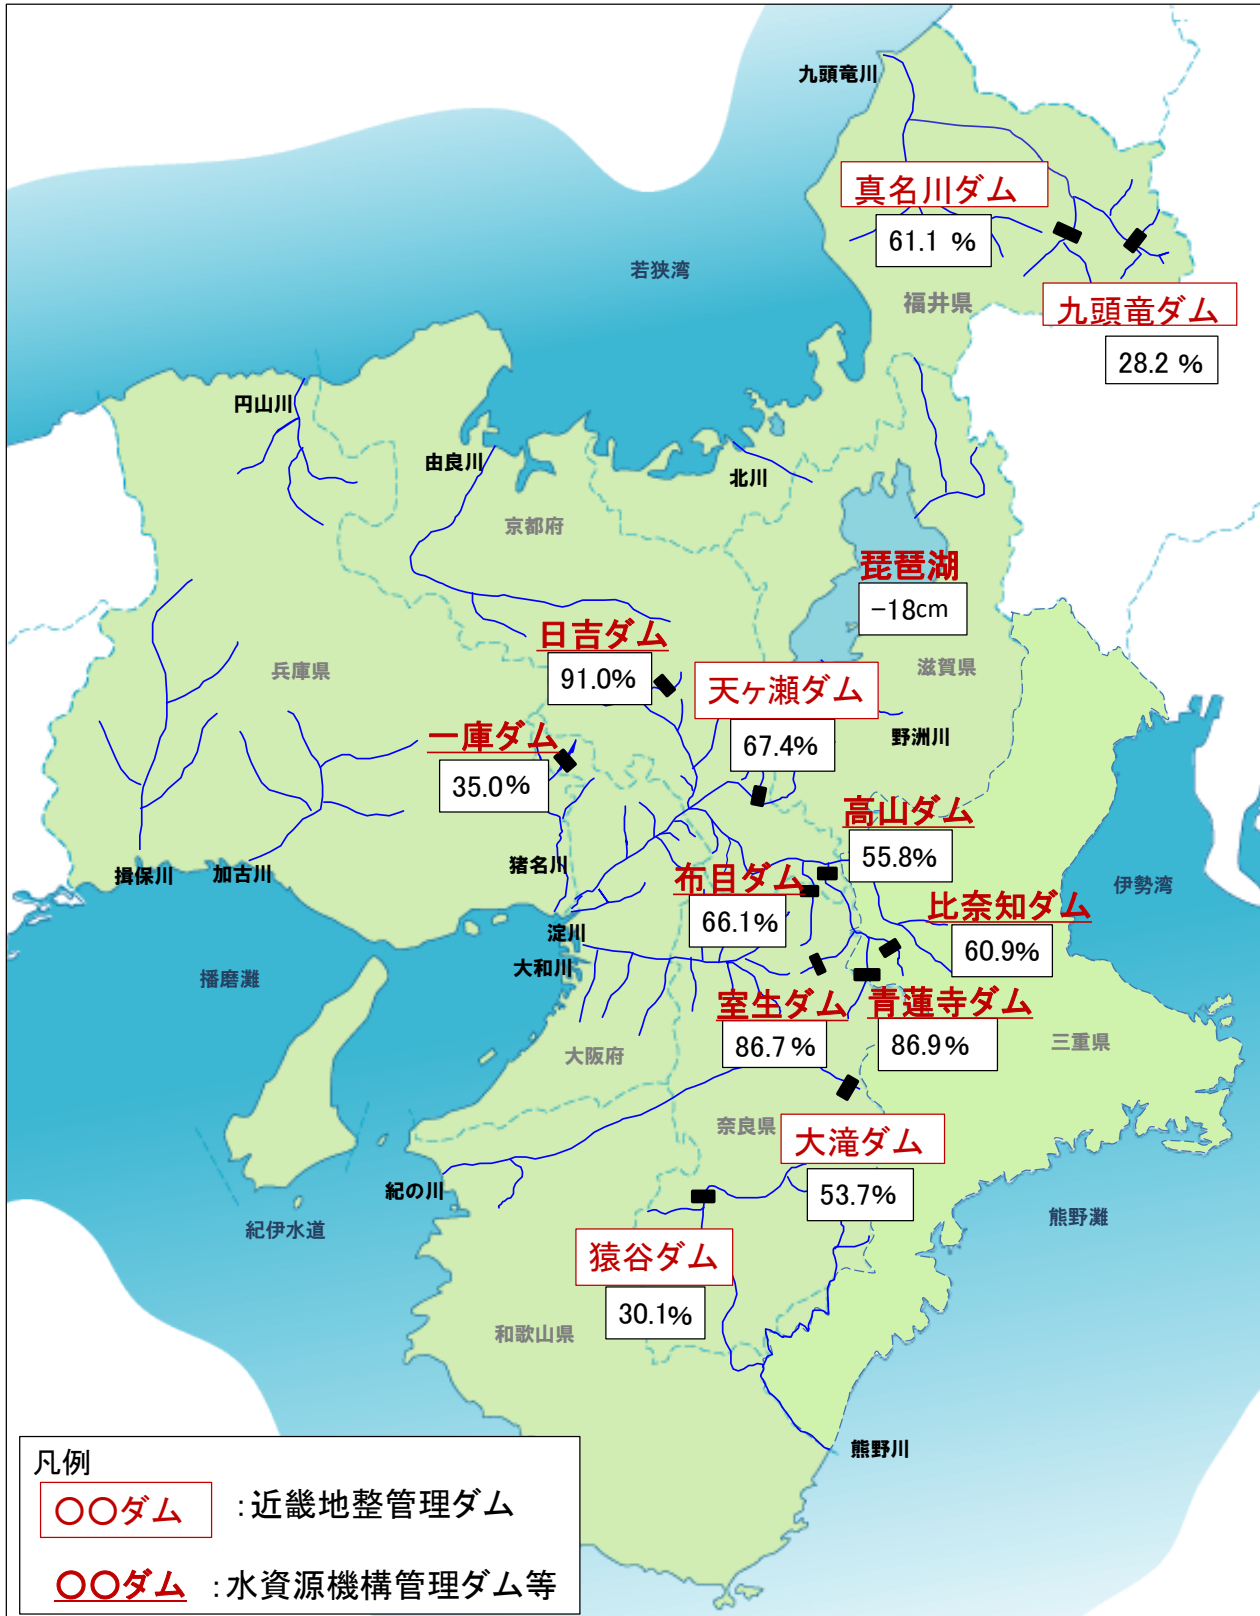 九頭竜川
真名川ダム
61.1 %
若狭湾
福井県
九頭竜ダム
28.2 %
円山川
由良川
北川
京都府
琵琶湖
−18cm
日吉ダム
91.0%
兵庫県
滋賀県
天ヶ瀬ダム
67.4%
野洲川
一庫ダム
35.0%
高山ダム
55.8%
揖保川
加古川
猪名川
布目ダム
66.1%
伊勢湾
比奈知ダム
60.9%
淀川
大和川
播磨灘
室生ダム
86.7%
青蓮寺ダム
86.9%
大阪府
三重県
奈良県
大滝ダム
53.7%
紀の川
紀伊水道
熊野灘
猿谷ダム
30.1%
和歌山県
熊野川
凡例
〇〇ダム :近畿地整管理ダム
〇〇ダム :水資源機構管理ダム等